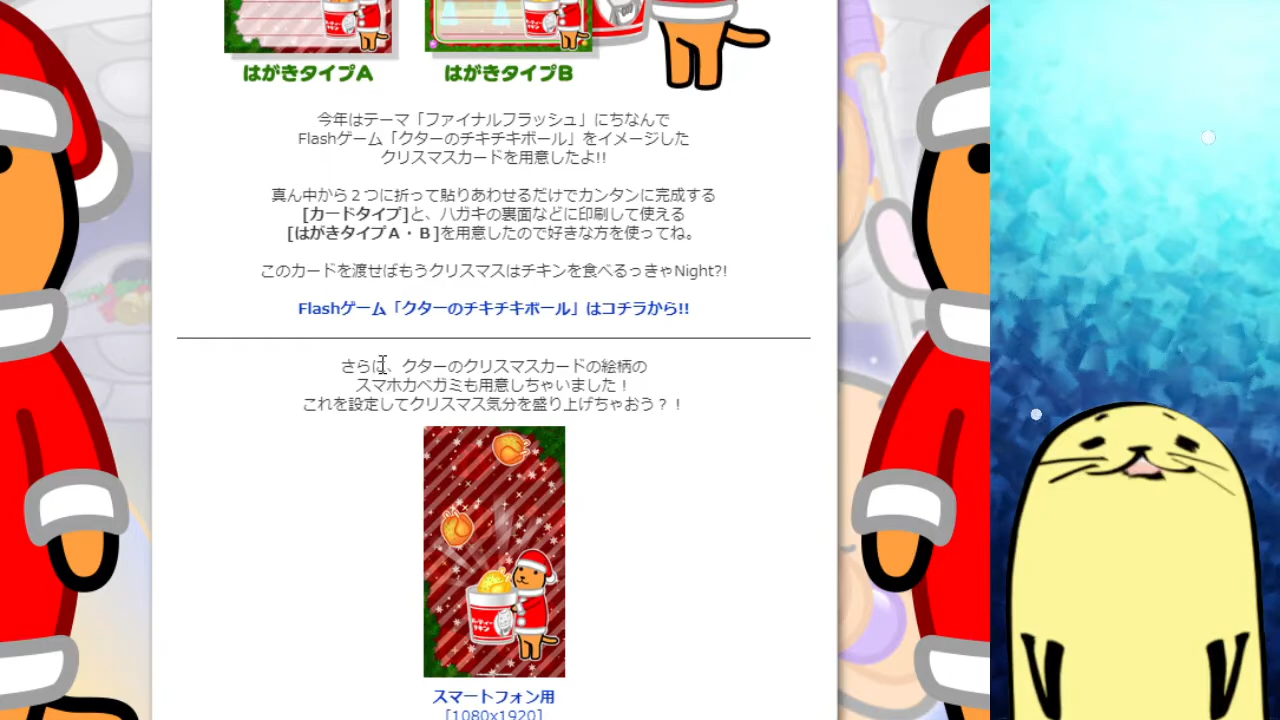 はがきタイプA
はがきタイプB
今年はテーマ「ファイナルフラッシュ」にちなんで
Flashゲーム「クターのチキチキボール」をイメージした
クリスマスカードを用意したよ!!
真ん中から２つに折って貼りあわせるだけでカンタンに完成する
[カードタイプ]と、ハガキの裏面などに印刷して使える
[はがきタイプＡ・Ｂ]を用意したので好きな方を使ってね。
このカードを渡せばもうクリスマスはチキンを食べるっきゃNight?!
Flashゲーム「クターのチキチキボール」はコチラから!!
さらに、クターのクリスマスカードの絵柄の
スマホカベガミも用意しちゃいました！
これを設定してクリスマス気分を盛り上げちゃおう？！
スマートフォン用
[1080x1920]